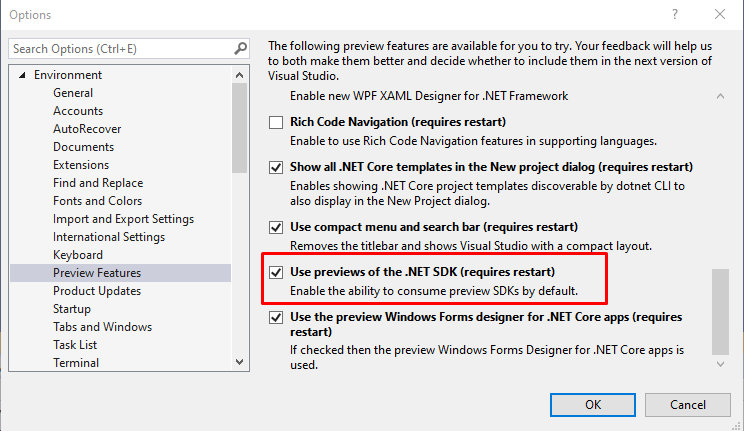 Options
? ×
Search Options (Ctrl+E)
Environment
General
Accounts
AutoRecover
Documents
Extensions
Find and Replace
Fonts and Colors
Import and Export Settings
International Settings
Keyboard
Preview Features
Product Updates
Startup
Tabs and Windows
Task List
Terminal
The following preview features are available for you to try. Your feedback will help us
to both make them better and decide whether to include them in the next version of
Visual Studio.
Enable new WPF XAML Designer for .NET Framework
Rich Code Navigation (requires restart)
Enable to use Rich Code Navigation features in supporting languages.
Show all .NET Core templates in the New project dialog (requires restart)
Enables showing .NET Core project templates discoverable by dotnet CLI to
also display in the New Project dialog.
Use compact menu and search bar (requires restart)
Removes the titlebar and shows Visual Studio with a compact layout.
Use previews of the .NET SDK (requires restart)
Enable the ability to consume preview SDKs by default.
Use the preview Windows Forms designer for .NET Core apps (requires
restart)
If checked then the preview Windows Forms Designer for .NET Core apps is
used.
OK
Cancel